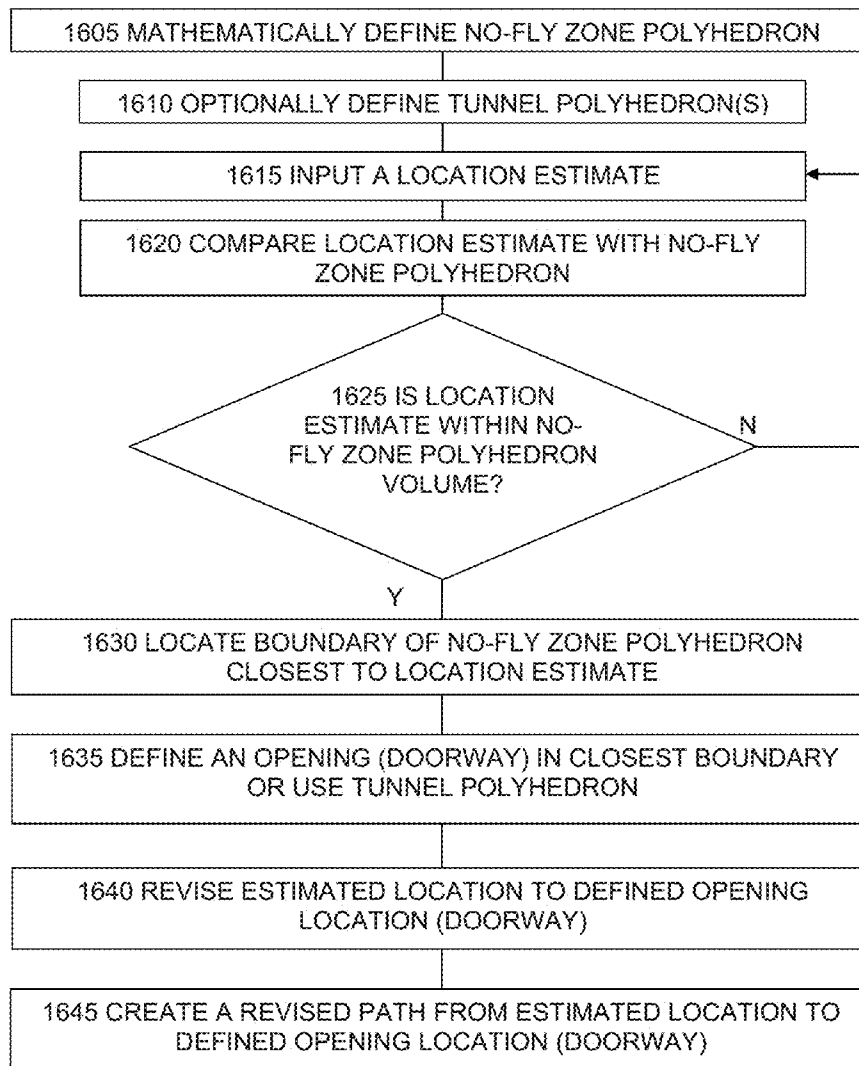 1605 MATHEMATICALLY DEFINE NO-FLY ZONE POLYHEDRON
1610 OPTIONALLY DEFINE TUNNEL POLYHEDRON(S)
1615 INPUT A LOCATION ESTIMATE
1620 COMPARE LOCATION ESTIMATE WITH NO-FLY
ZONE POLYHEDRON
1625 IS LOCATION
ESTIMATE WITHIN NO-
FLY ZONE POLYHEDRON
VOLUME?
N
Y
1630 LOCATE BOUNDARY OF NO-FLY ZONE POLYHEDRON
CLOSEST TO LOCATION ESTIMATE
1635 DEFINE AN OPENING (DOORWAY) IN CLOSEST BOUNDARY
OR USE TUNNEL POLYHEDRON
1640 REVISE ESTIMATED LOCATION TO DEFINED OPENING
LOCATION (DOORWAY)
1645 CREATE A REVISED PATH FROM ESTIMATED LOCATION TO
DEFINED OPENING LOCATION (DOORWAY)